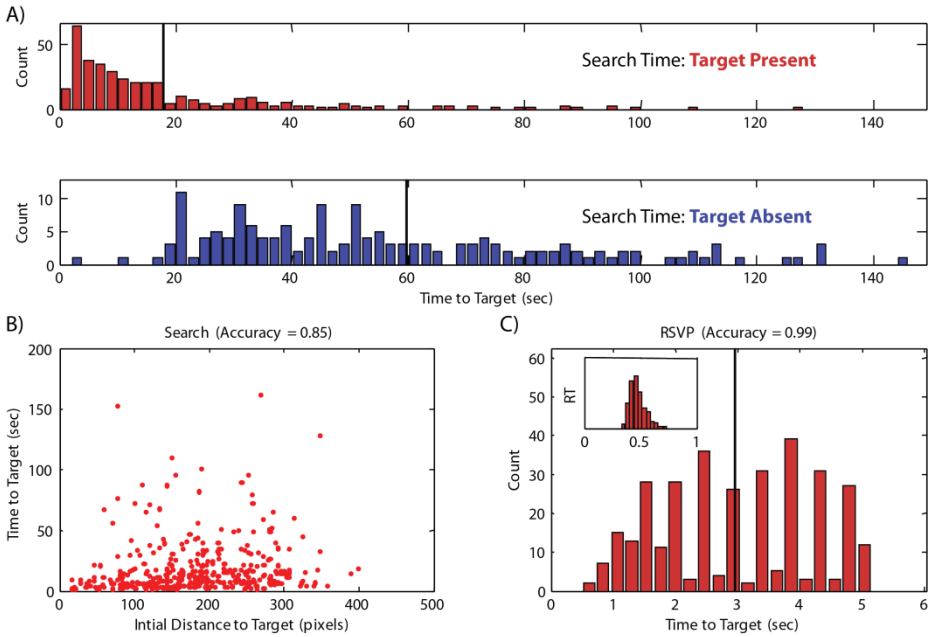 A)
Search Time: Target Present
Count
50
0
0 20 40 60 80 100 120 140
Search Time: Target Absent
Count
10
5
0
0 20 40 60 80 100 120 140
Time to Target (sec)
B)
Search (Accuracy = 0.85)
Time to Target (sec)
200
150
100
50
0
0 100 200 300 400 500
Intial Distance to Target (pixels)
C)
RSVP (Accuracy = 0.99)
Count
60
50
40
30
20
10
0
RT
0 0.5 1
1 2 3 4 5 6
Time to Target (sec)